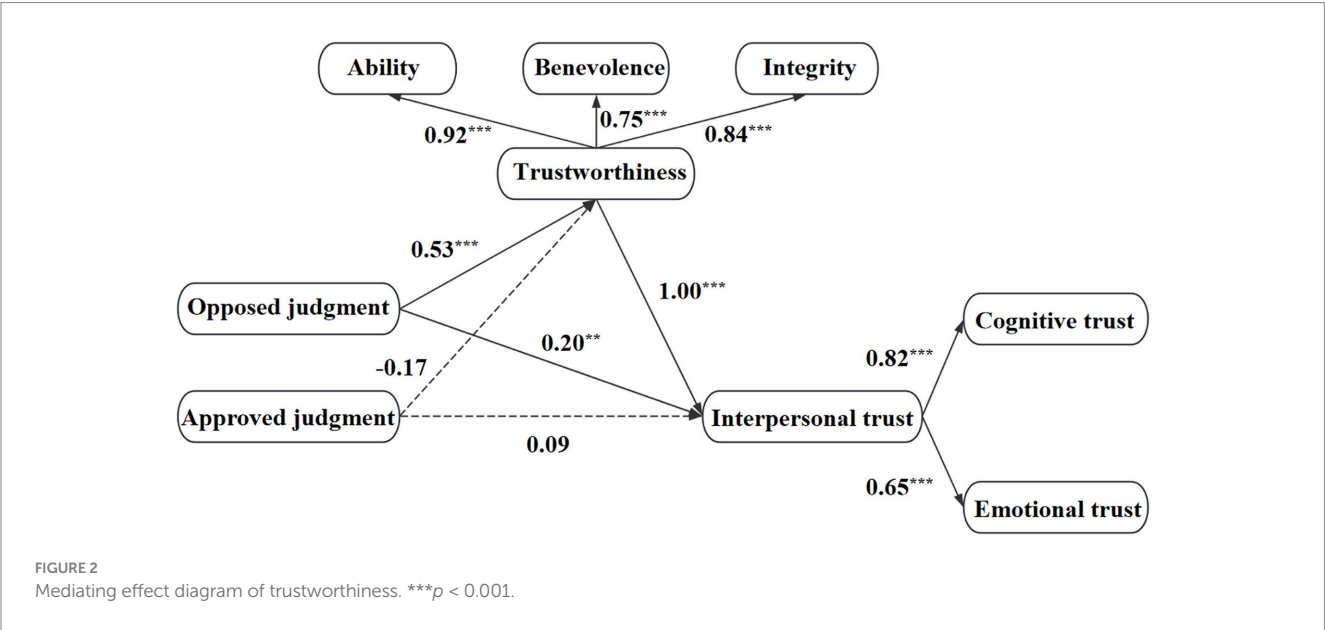 Ability Benevolence Integrity
0.92*** 0.75*** 0.84***
Trustworthiness
0.53***
1.00***
Opposed judgment
Cognitive trust
0.20**
0.82***
-0.17
Approved judgment
Interpersonal trust
0.09
0.65***
Emotional trust
FIGURE 2
Mediating effect diagram of trustworthiness. ***p < 0.001.